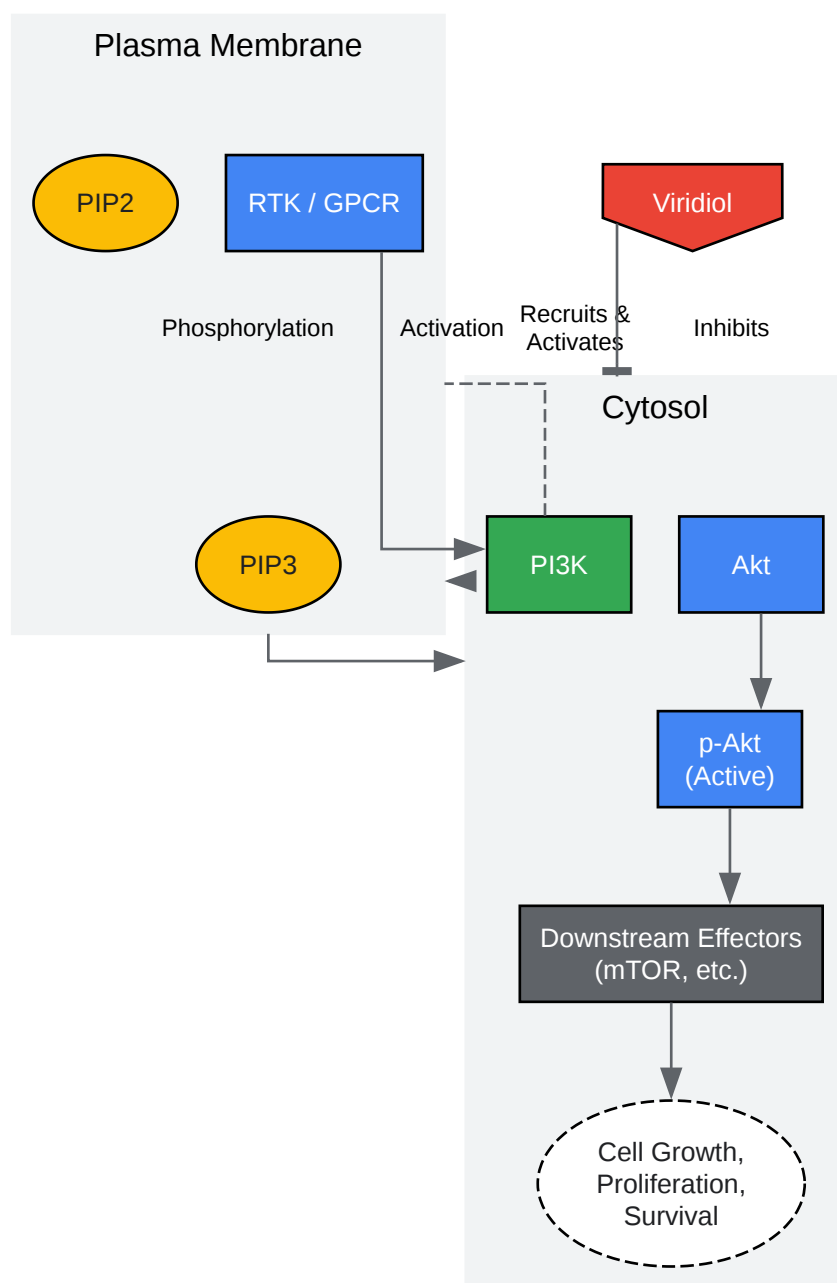 Plasma Membrane
PIP2
RTK / GPCR
Viridiol
Phosphorylation
Activation
Recruits &
Activates
Inhibits
Cytosol
PIP3
PI3K
Akt
p-Akt
(Active)
Downstream Effectors
(mTOR, etc.)
Cell Growth,
Proliferation,
Survival